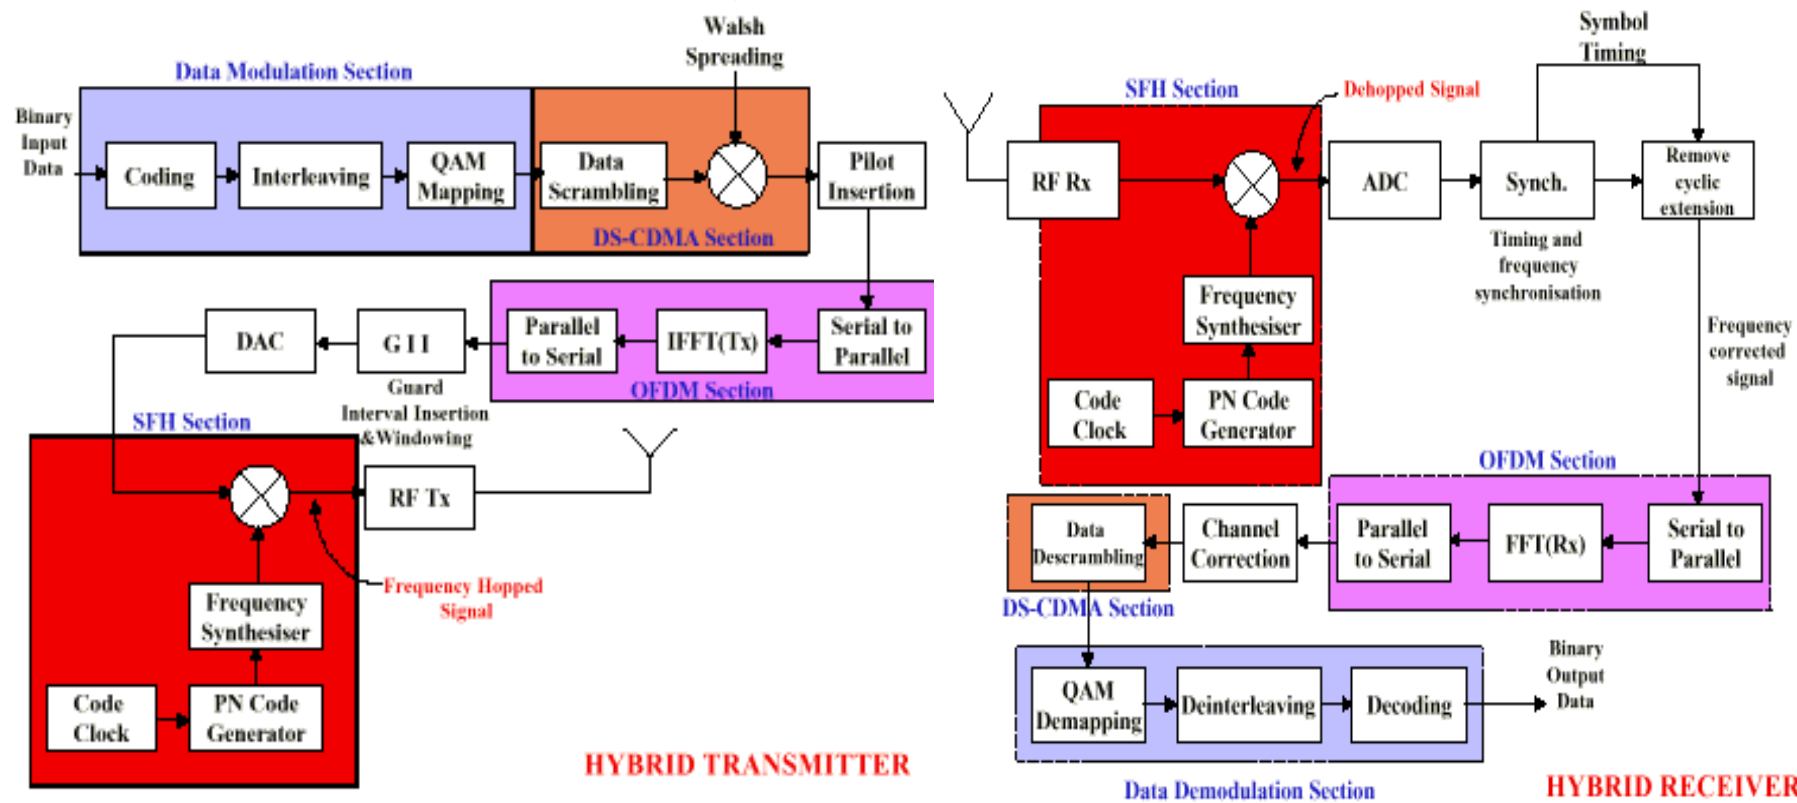 Walsh
Spreading
Data Modulation Section
Binary
Input
Data
Coding
Interleaving
QAM
Mapping
Data
Scrambling
DS-CDMA Section
Pilot
Insertion
DAC
G I I
Parallel
to Serial
IFFT(Tx)
Serial to
Parallel
OFDM Section
Guard
Interval Insertion
&Windowing
SFH Section
RF Tx
Frequency Hopped
Signal
Frequency
Synthesiser
Code
Clock
PN Code
Generator
HYBRID TRANSMITTER
Symbol
Timing
SFH Section
Dehopped Signal
RF Rx
ADC
Synch.
Remove
cyclic
extension
Timing and
frequency
synchronisation
Frequency
Synthesiser
Code
Clock
PN Code
Generator
Frequency
corrected
signal
OFDM Section
Data
Descrambling
Channel
Correction
Parallel
to Serial
FFT(Rx)
Serial to
Parallel
DS-CDMA Section
QAM
Demapping
Deinterleaving
Decoding
Binary
Output
Data
Data Demodulation Section
HYBRID RECEIVER